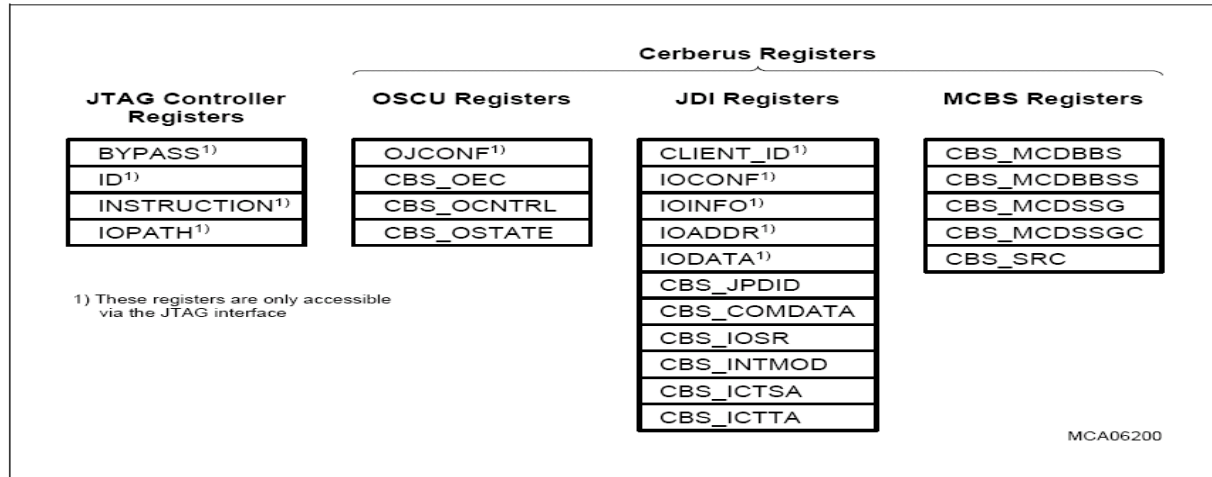 Cerberus Registers
JTAG Controller
Registers
BYPASS1)
ID1)
INSTRUCTION1)
IOPATH1)
1) These registers are only accessible
via the JTAG interface
OSCU Registers
OJCONF1)
CBS_OEC
CBS_OCNTRL
CBS_OSTATE
JDI Registers
CLIENT_ID1)
IOCONF1)
IOINFO1)
IOADDR1)
IODATA1)
CBS_JPDID
CBS_COMDATA
CBS_IOSR
CBS_INTMOD
CBS_ICTSA
CBS_ICTTA
MCBS Registers
CBS_MCDBBS
CBS_MCDBBSS
CBS_MCDSSG
CBS_MCDSSGC
CBS_SRC
MCA06200